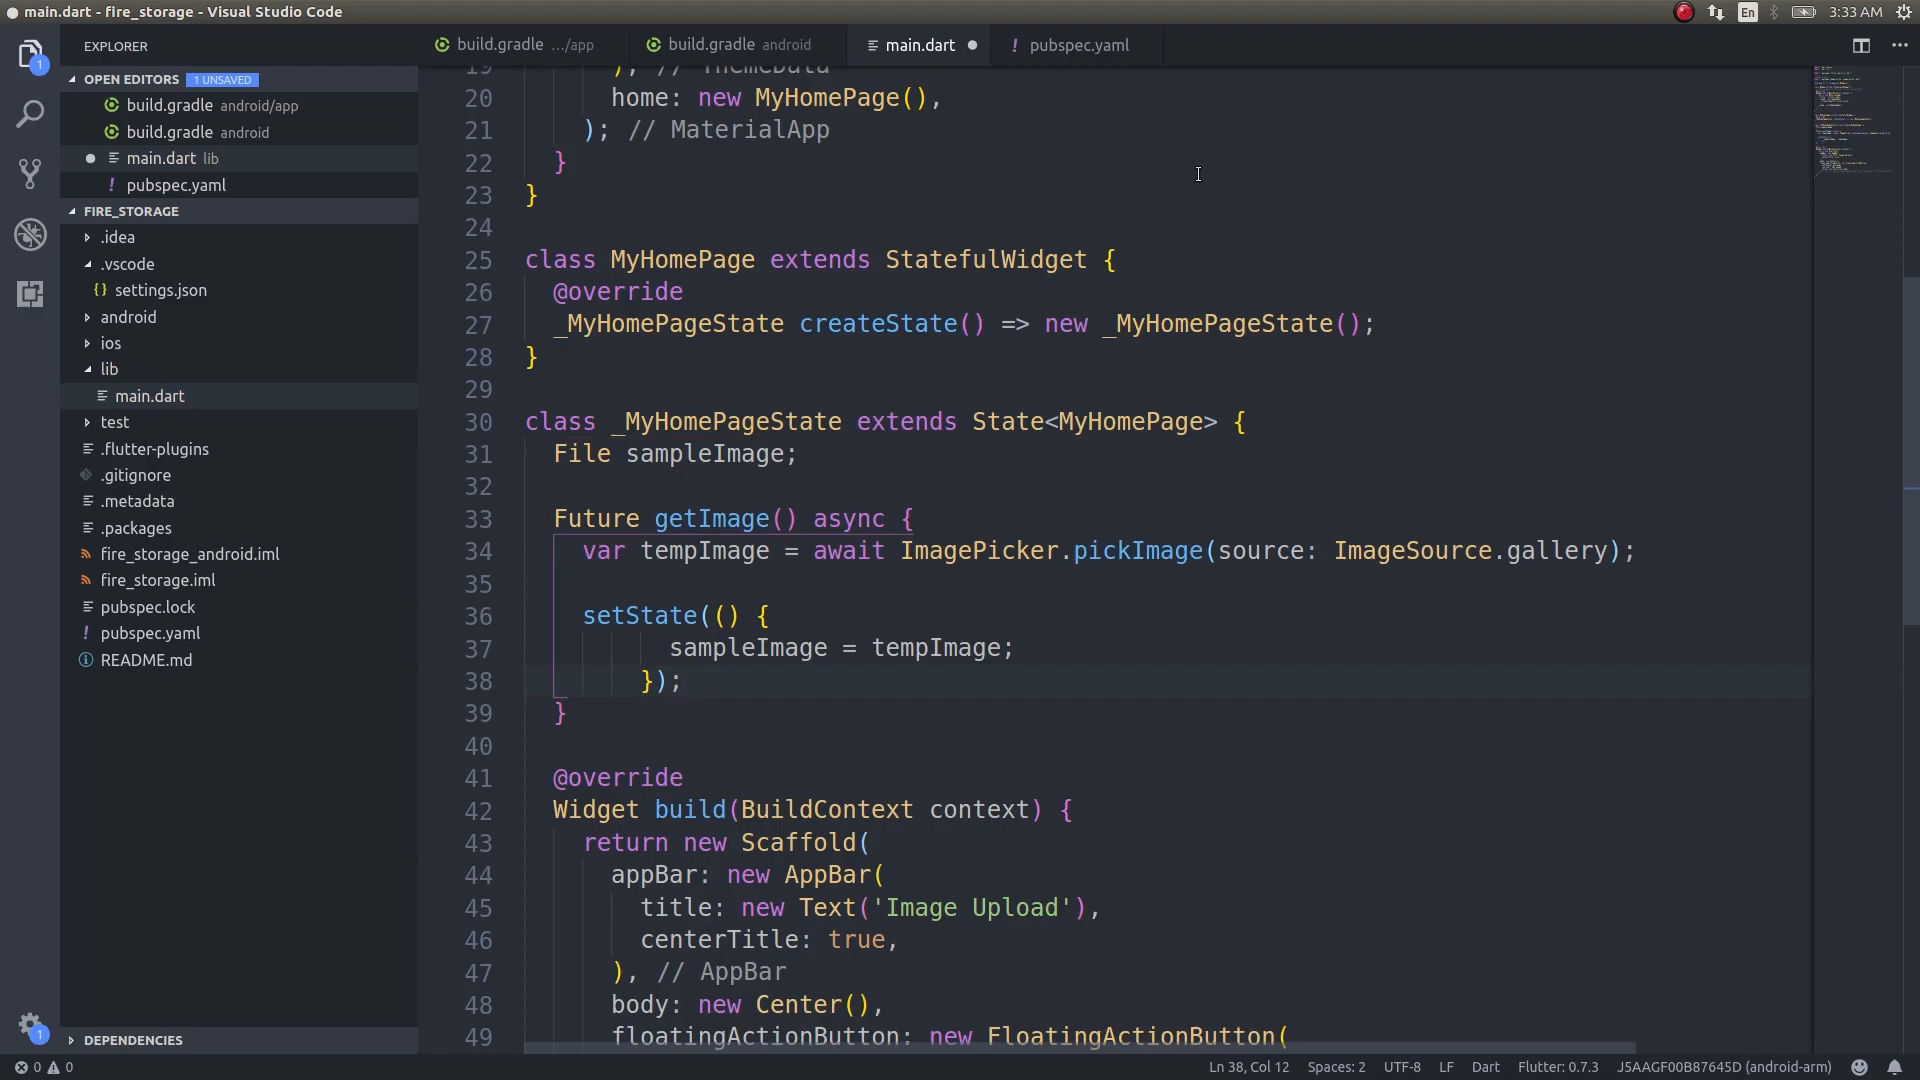 main.dart - fire_storage - Visual Studio Code
En
3:33 AM
1
EXPLORER
OPEN EDITORS 1 UNSAVED
build.gradle android/app
build.gradle android
main.dart lib
pubspec.yaml
FIRE_STORAGE
.idea
.vscode
settings.json
android
ios
lib
main.dart
test
.flutter-plugins
.gitignore
.metadata
.packages
fire_storage_android.iml
fire_storage.iml
pubspec.lock
pubspec.yaml
README.md
DEPENDENCIES
1
build.gradle .../app
build.gradle android
main.dart
pubspec.yaml
19 ), // ThemeData
20 home: new MyHomePage(),
21 ); // MaterialApp
22 }
23 }
24
25 class MyHomePage extends StatefulWidget {
26 @override
27 _MyHomePageState createState() => new _MyHomePageState();
28 }
29
30 class _MyHomePageState extends State<MyHomePage> {
31 File sampleImage;
32
33 Future getImage() async {
34 var tempImage = await ImagePicker.pickImage(source: ImageSource.gallery);
35
36 setState(() {
37 sampleImage = tempImage;
38 });
39 }
40
41 @override
42 Widget build(BuildContext context) {
43 return new Scaffold(
44 appBar: new AppBar(
45 title: new Text('Image Upload'),
46 centerTitle: true,
47 ), // AppBar
48 body: new Center(),
49 floatingActionButton: new FloatingActionButton(
0 0
Ln 38, Col 12 Spaces: 2 UTF-8 LF Dart Flutter: 0.7.3 J5AAGF00B87645D (android-arm)